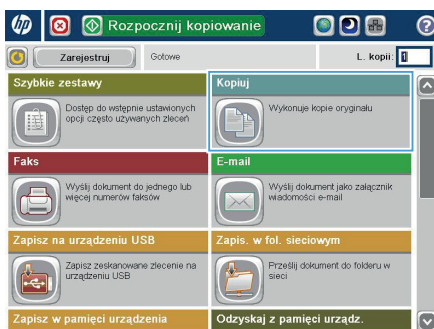 hp
Rozpocznij kopiowanie
?
Zarejestruj
Gotowe
L. kopii: 1
Szybkie zestawy
Dostęp do wstępnie ustawionych
opcji często używanych zleceń
Kopiuj
Wykonuje kopie oryginału
Faks
Wyślij dokument do jednego lub
więcej numerów faksów
E-mail
Wyślij dokument jako załącznik
wiadomości e-mail
Zapisz na urządzeniu USB
Zapisz zeskanowane zlecenie na
urządzeniu USB
Zapis. w fol. sieciowym
Prześlij dokument do folderu w
sieci
Zapisz w pamięci urządzenia
Odzyskaj z pamięci urządz.